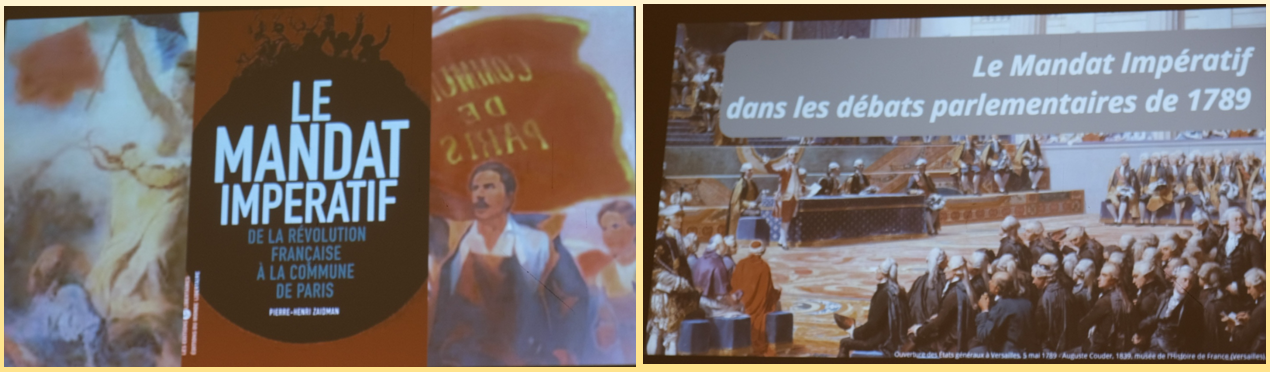 LE
MANDAT
IMPERATIF
DE LA RÉVOLUTION
FRANÇAISE
À LA COMMUNE
DE PARIS
PIERRE-HENRI ZAIDMAN
COMMUN
DE
PARIS
Le Mandat Impératif
dans les débats parlementaires de 1789
Ouverture des États généraux à Versailles, 5 mai 1789 / Auguste Couder, 1839, musée de l'Histoire de France (Versailles)